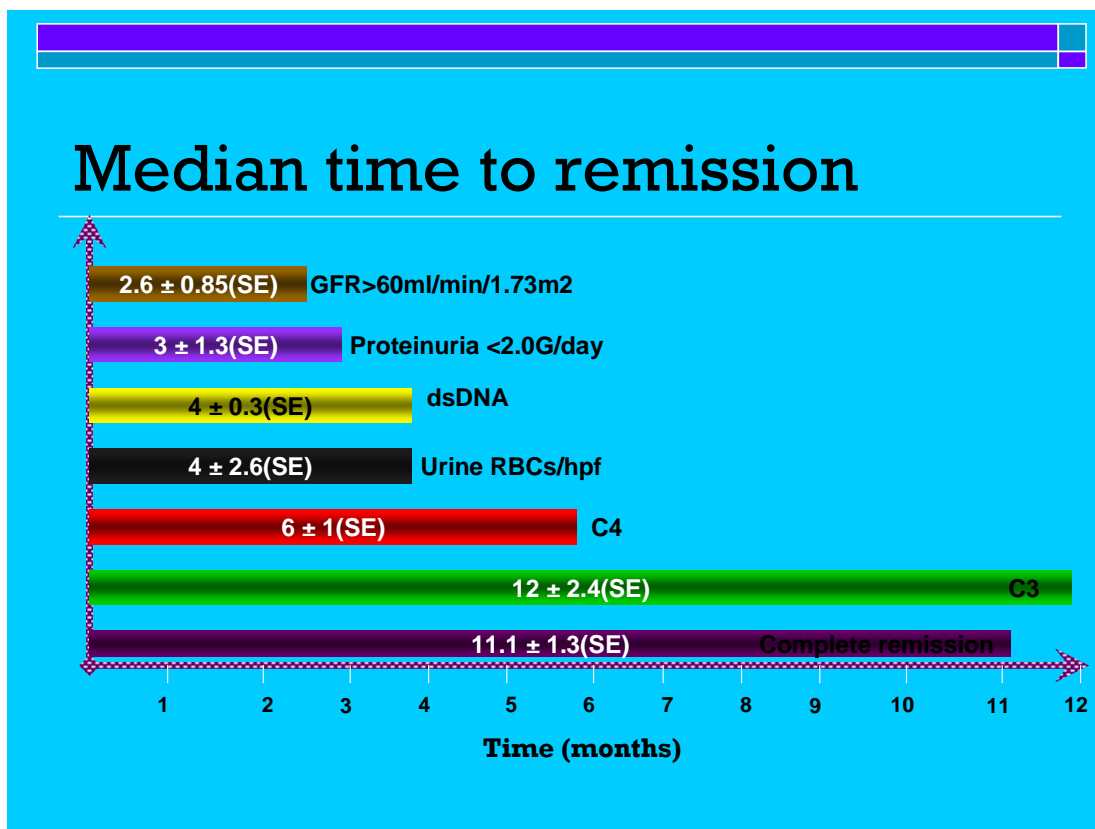 Median time to remission
2.6 ± 0.85(SE) GFR>60ml/min/1.73m2
3 ± 1.3(SE) Proteinuria <2.0G/day
4 ± 0.3(SE) dsDNA
4 ± 2.6(SE) Urine RBCs/hpf
6 ± 1(SE) C4
12 ± 2.4(SE) C3
11.1 ± 1.3(SE) Complete remission
1 2 3 4 5 6 7 8 9 10 11 12
Time (months)